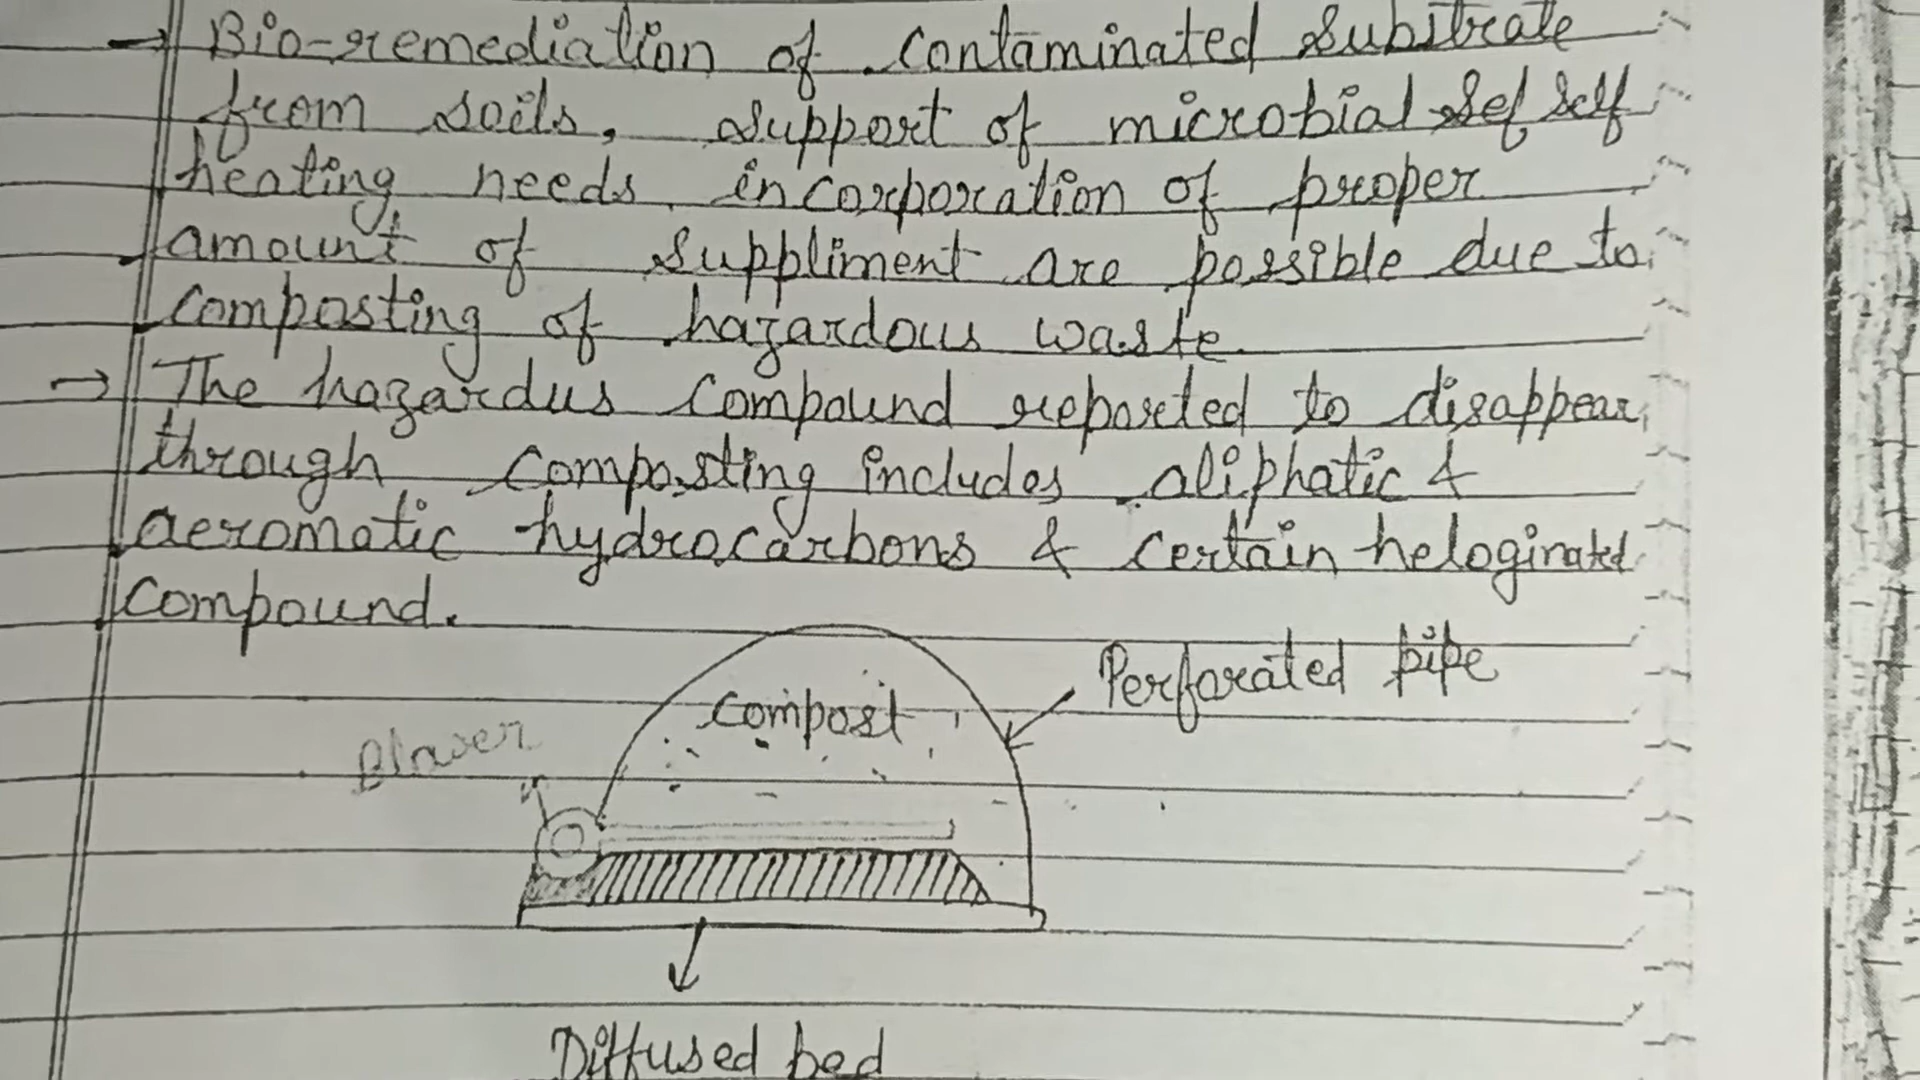 → Bio-remediation of contaminated substrate
from soils, support of microbial sef self
heating needs incorporation of proper
amount of suppliment are possible due to
composting of hazardous waste.
→ The hazardus compound reported to disappear
through composting includes aliphatic &
aeromatic hydrocarbons & certain heloginated
compound.
Perforated pipe
compost
Blower
Diffused bed